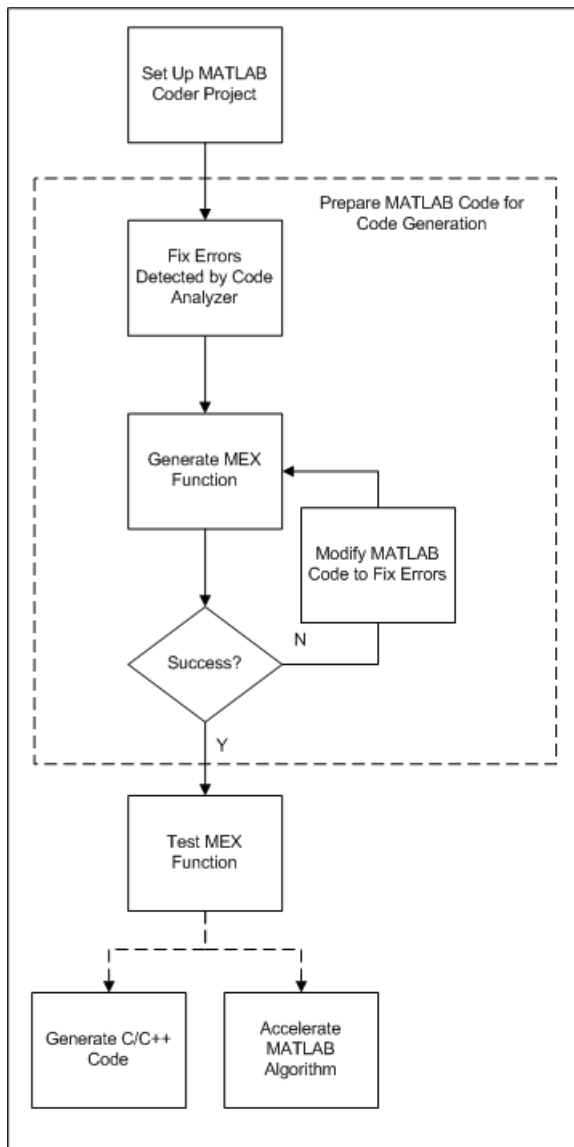 Set Up MATLAB
Coder Project
Prepare MATLAB Code for
Code Generation
Fix Errors
Detected by Code
Analyzer
Generate MEX
Function
Modify MATLAB
Code to Fix Errors
N
Success?
Y
Test MEX
Function
Generate C/C++
Code
Accelerate
MATLAB
Algorithm